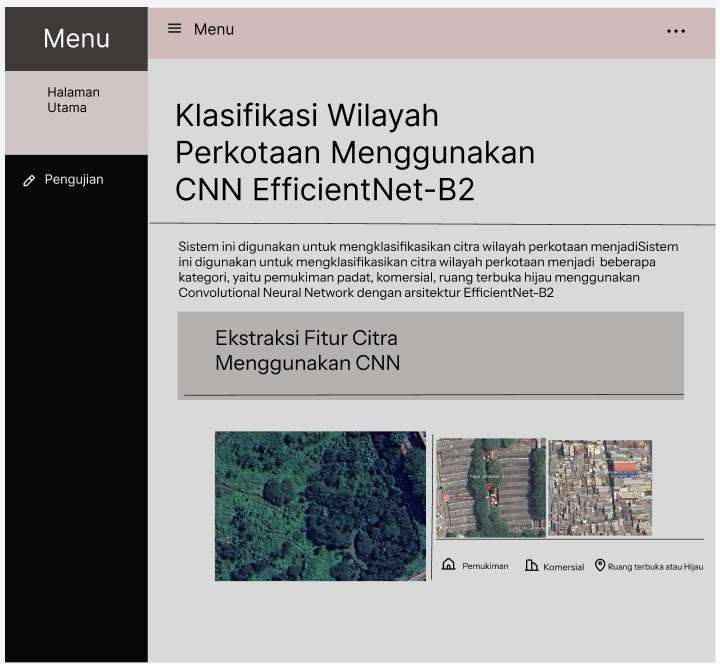 Menu
Halaman
Utama
Pengujian
Menu
Klasifikasi Wilayah
Perkotaan Menggunakan
CNN EfficientNet-B2
Sistem ini digunakan untuk mengklasifikasikan citra wilayah perkotaan menjadiSistem
ini digunakan untuk mengklasifikasikan citra wilayah perkotaan menjadi beberapa
kategori, yaitu pemukiman padat, komersial, ruang terbuka hijau menggunakan
Convolutional Neural Network dengan arsitektur EfficientNet-B2
Ekstraksi Fitur Citra
Menggunakan CNN
Pemukiman
Komersial
Ruang terbuka atau Hijau